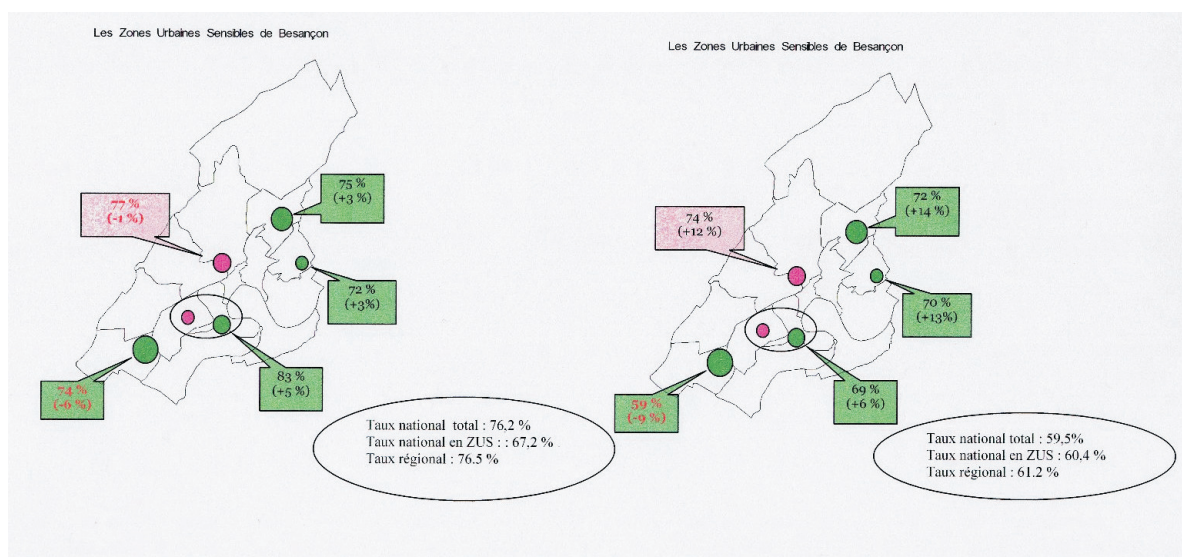 Les Zones Urbaines Sensibles de Besançon
75 %
(+3 %)
77 %
(-1 %)
72 %
(+3%)
83 %
(+5 %)
74 %
(-6 %)
Taux national total : 76,2 %
Taux national en ZUS : : 67,2 %
Taux régional : 76.5 %
Les Zones Urbaines Sensibles de Besançon
72 %
(+14 %)
74 %
(+12 %)
70 %
(+13%)
69 %
(+6 %)
59 %
(-9 %)
Taux national total : 59,5%
Taux national en ZUS : 60,4 %
Taux régional : 61.2 %